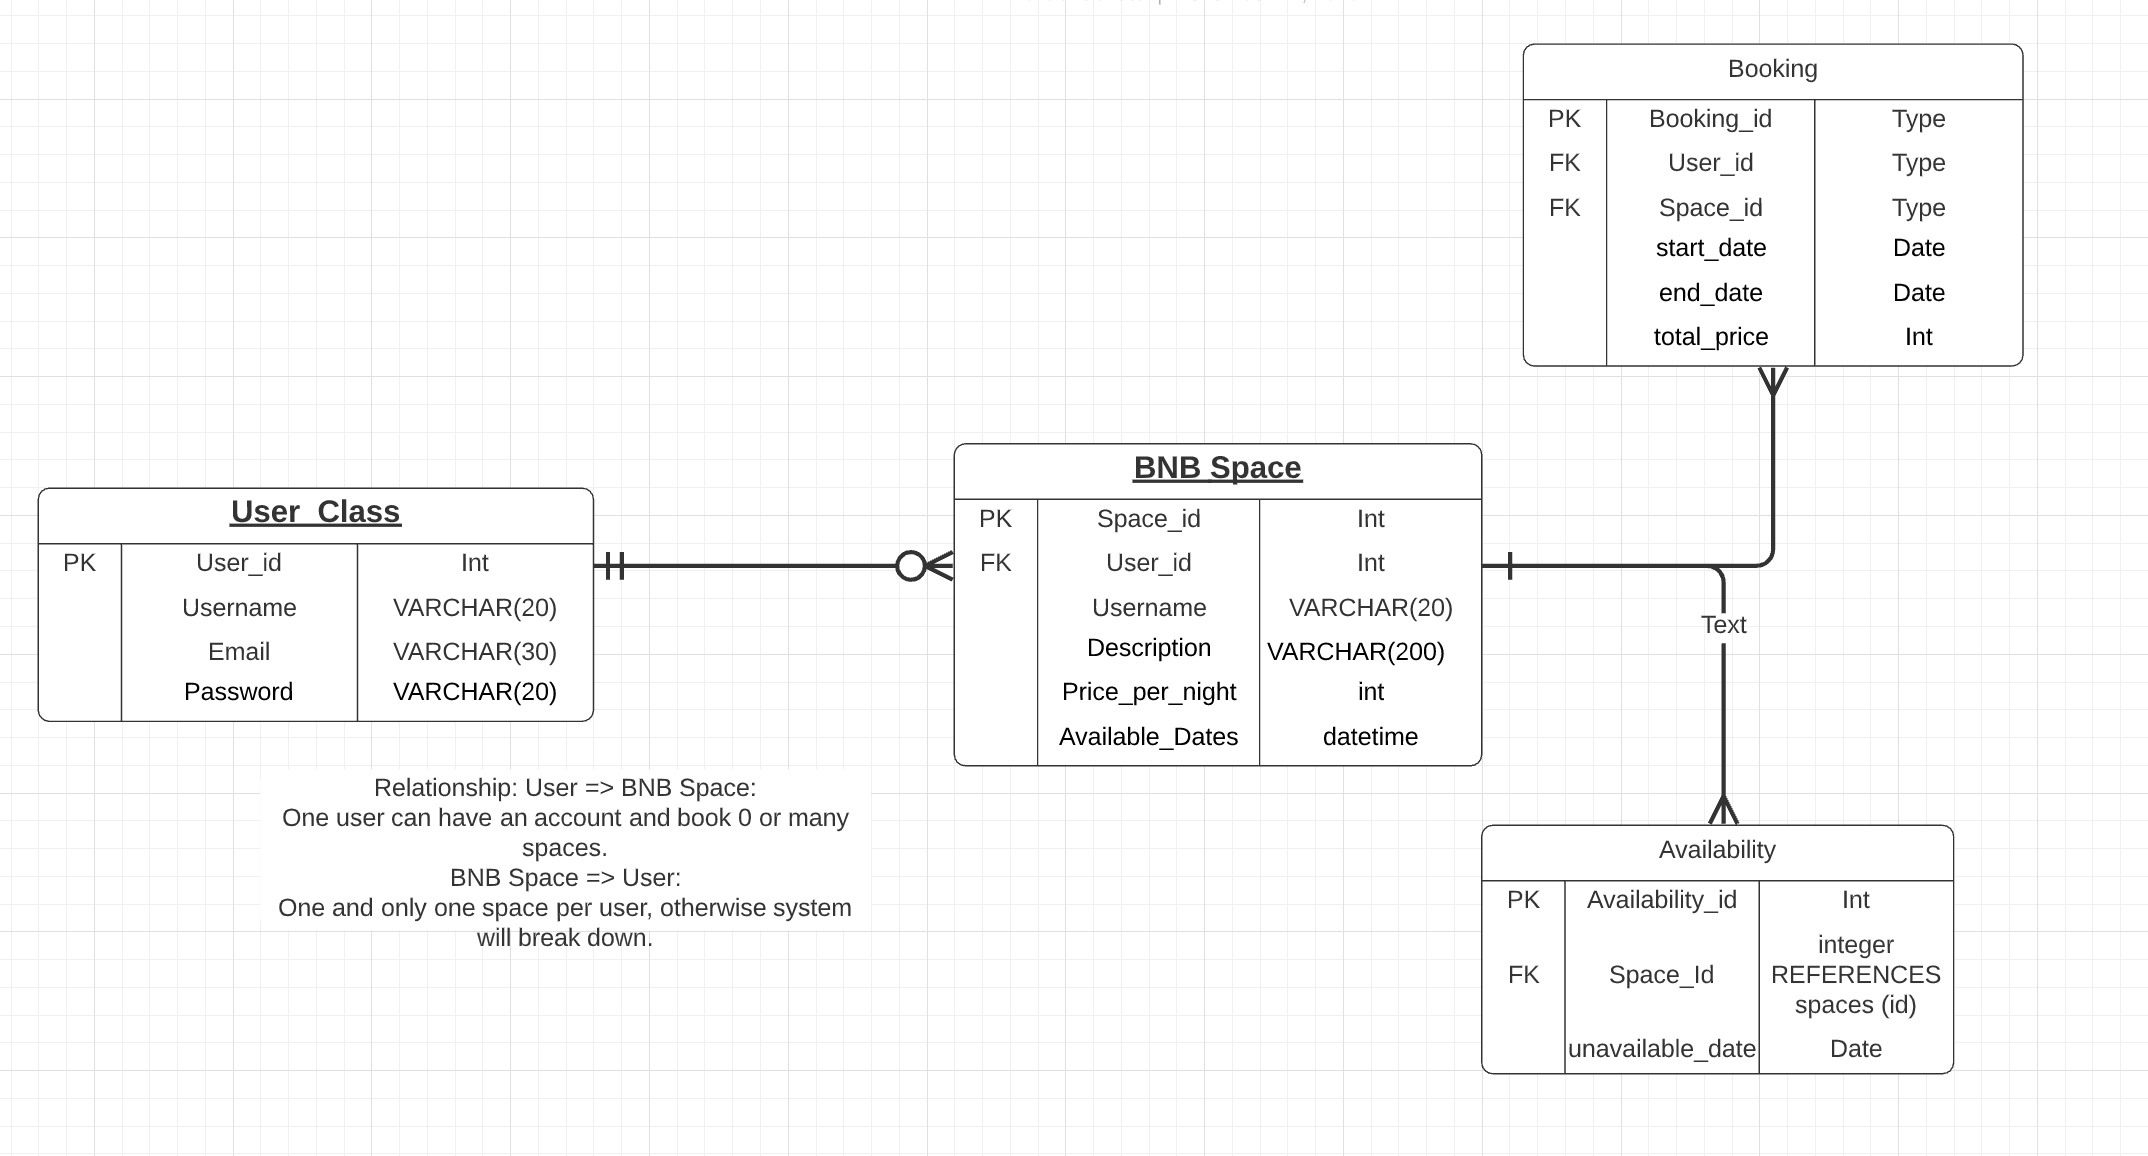 Booking
PK Booking_id Type
FK User_id Type
FK Space_id Type
start_date Date
end_date Date
total_price Int
BNB Space
PK Space_id Int
FK User_id Int
Username VARCHAR(20)
Description VARCHAR(200)
Price_per_night int
Available_Dates datetime
User_Class
PK User_id Int
Username VARCHAR(20)
Email VARCHAR(30)
Password VARCHAR(20)
Text
Relationship: User => BNB Space:
One user can have an account and book 0 or many
spaces.
BNB Space => User:
One and only one space per user, otherwise system
will break down.
Availability
PK Availability_id Int
integer
FK Space_Id REFERENCES
spaces (id)
unavailable_date Date